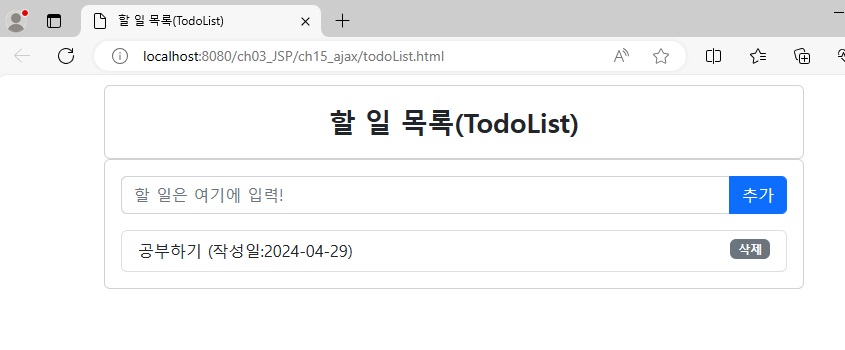 할 일 목록(TodoList)
localhost:8080/ch03_JSP/ch15_ajax/todoList.html
할 일 목록(TodoList)
할 일은 여기에 입력!
추가
공부하기 (작성일:2024-04-29)
삭제